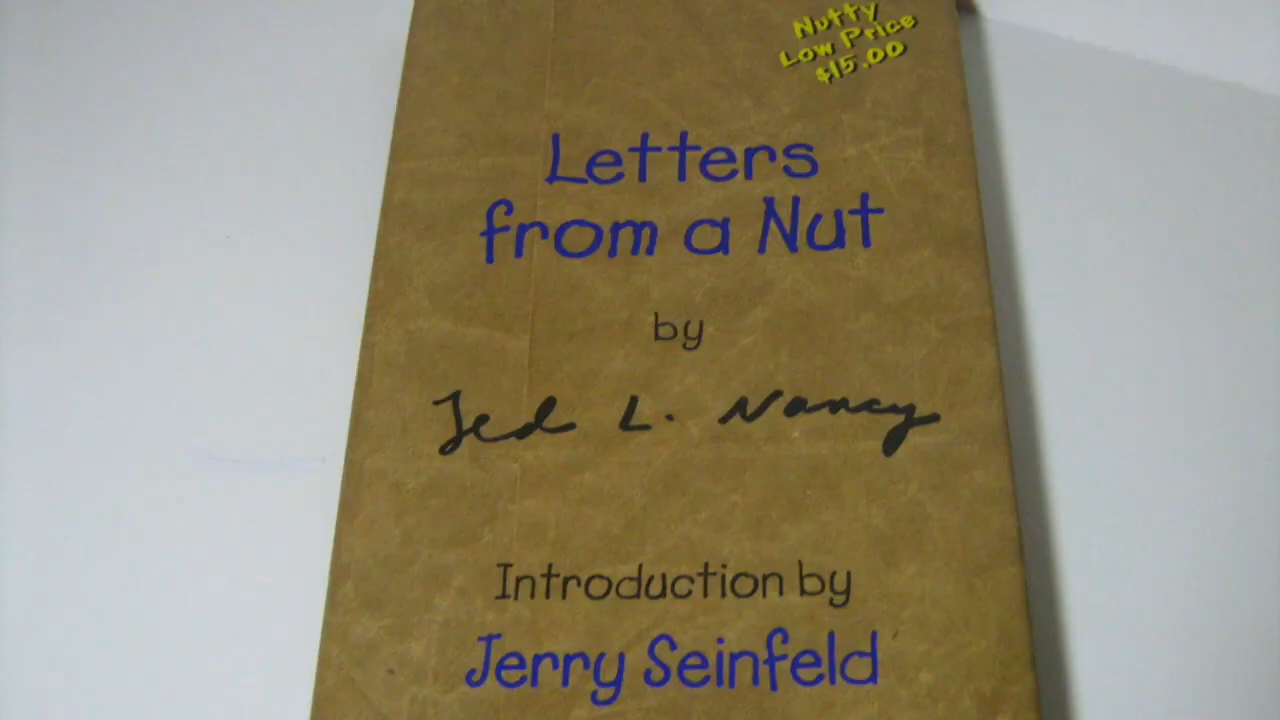 Nutty
Low Price
$15.00
Letters
from a Nut
by
Ted L. Nancy
Introduction by
Jerry Seinfeld